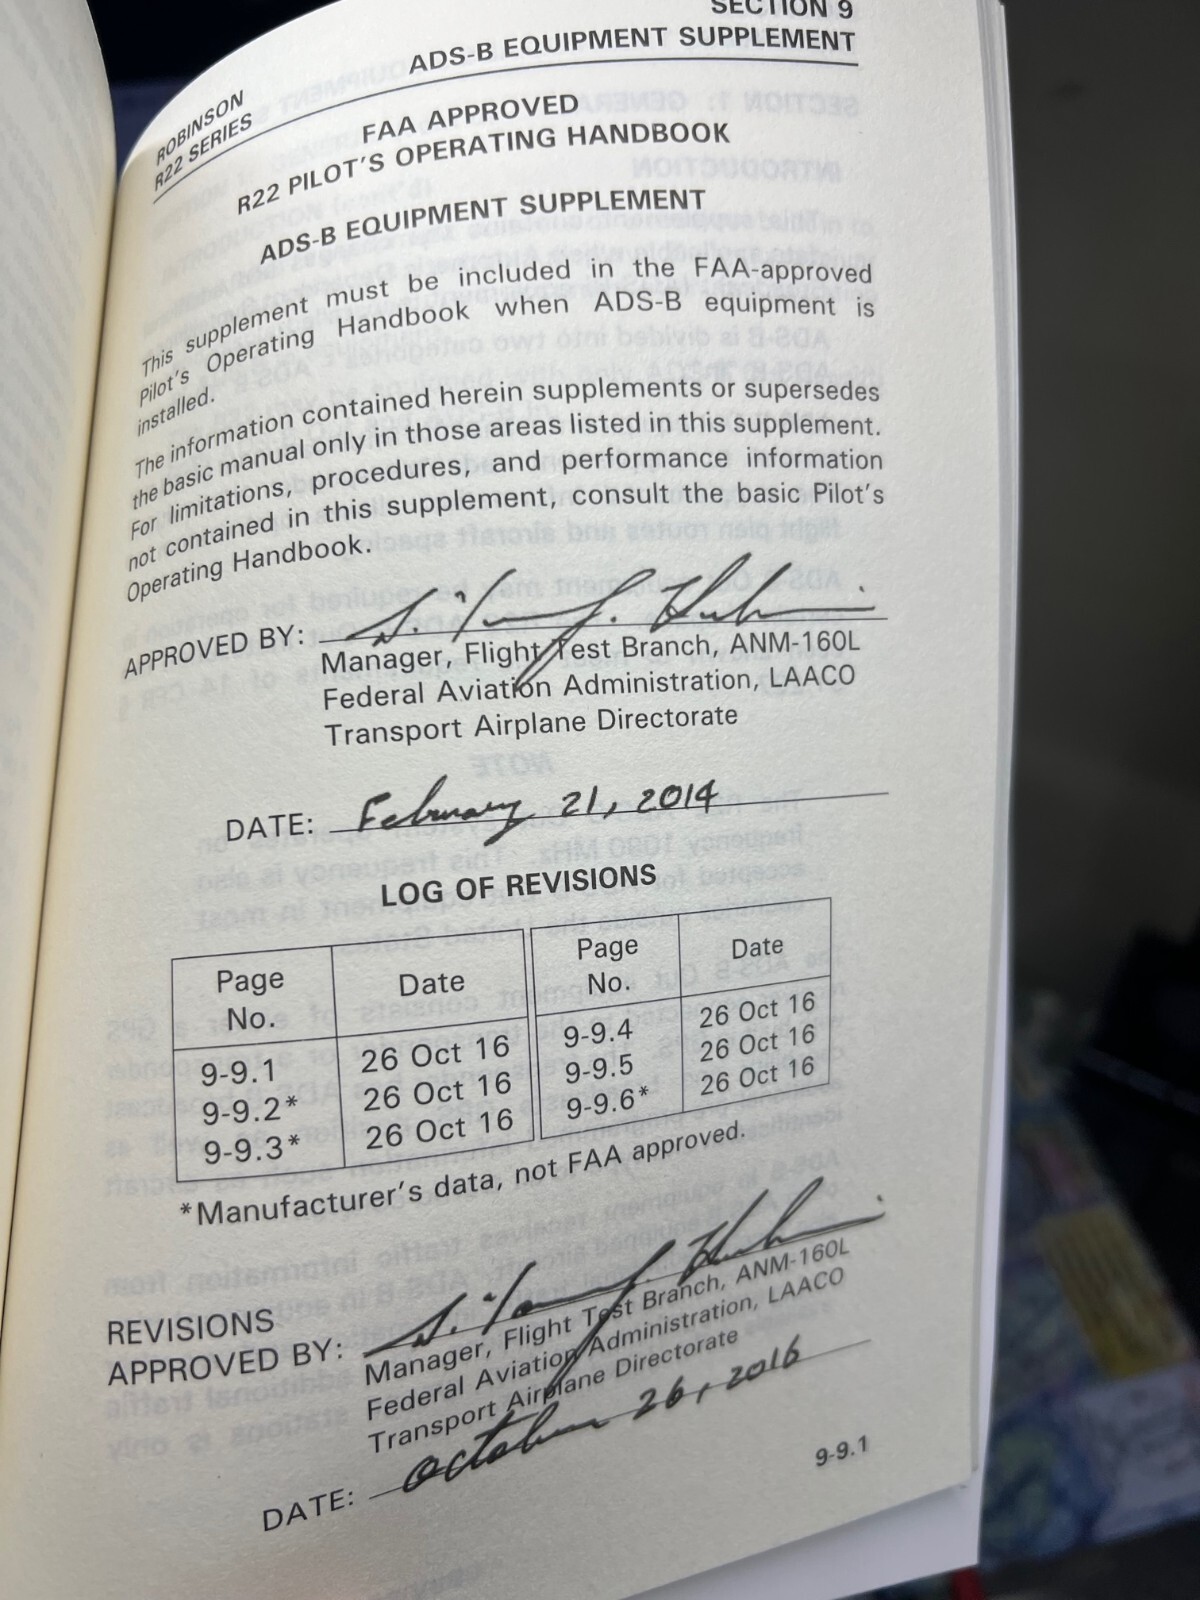 SECTION 9
ROBINSON
R22 SERIES
ADS-B EQUIPMENT SUPPLEMENT
FAA APPROVED
R22 PILOT'S OPERATING HANDBOOK
ADS-B EQUIPMENT SUPPLEMENT
This supplement must be included in the FAA-approved
Pilot's Operating Handbook when ADS-B equipment is
installed.
The information contained herein supplements or supersedes
the basic manual only in those areas listed in this supplement.
For limitations, procedures, and performance information
not contained in this supplement, consult the basic Pilot's
Operating Handbook.
APPROVED BY:
Manager, Flight Test Branch, ANM-160L
Federal Aviation Administration, LAACO
Transport Airplane Directorate
DATE: February 21, 2014
LOG OF REVISIONS
Page No. Date Page No. Date
9-9.1 26 Oct 16 9-9.4 26 Oct 16
9-9.2* 26 Oct 16 9-9.5 26 Oct 16
9-9.3* 26 Oct 16 9-9.6* 26 Oct 16
*Manufacturer's data, not FAA approved.
REVISIONS
APPROVED BY:
Manager, Flight Test Branch, ANM-160L
Federal Aviation Administration, LAACO
Transport Airplane Directorate
DATE: October 26, 2016
9-9.1